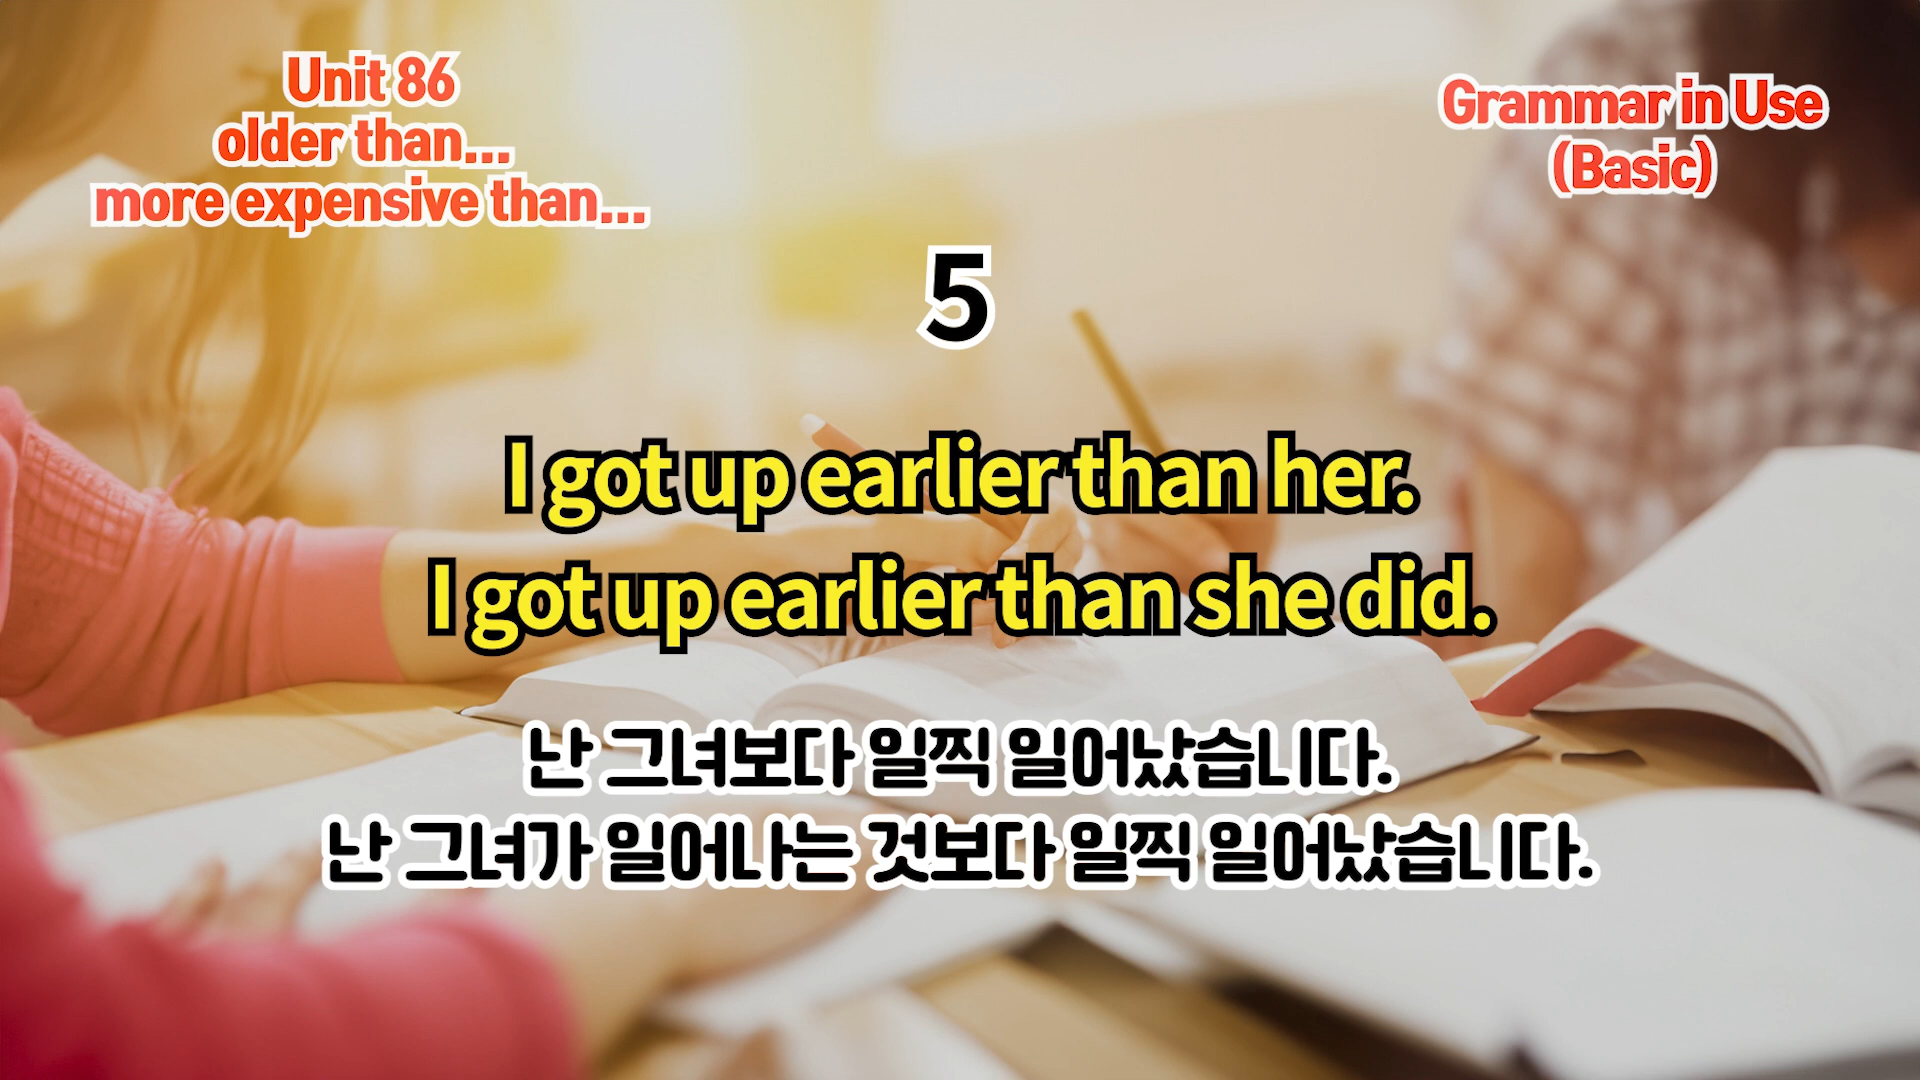 Unit 86
older than...
more expensive than...
Grammar in Use
(Basic)
5
I got up earlier than her.
I got up earlier than she did.
난 그녀보다 일찍 일어났습니다.
난 그녀가 일어나는 것보다 일찍 일어났습니다.